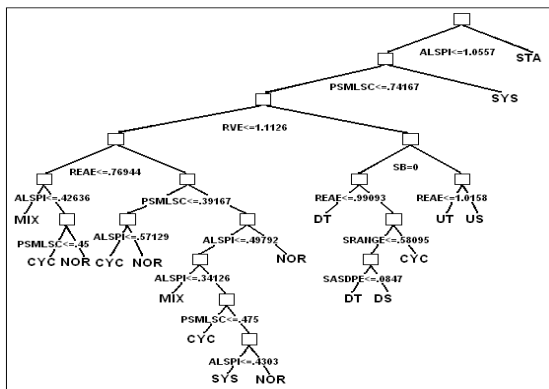 ALSPI<=1.0557
STA
PSMLSC<=.74167
SYS
RVE<=1.1126
REAE<=.76944
SB=0
ALSPI<=.42636
PSMLSC<=.39167
REAE<=.99093
REAE<=1.0158
MIX
ALSPI<=.57129
ALSPI<=.49792
DT
UT
US
PSMLSC<=.45
SRANGE<=.58095
CYC
NOR
CYC
NOR
NOR
CYC
ALSPI<=.34126
SASDPE<=.0847
MIX
DT
DS
PSMLSC<=.475
CYC
ALSPI<=.4303
SYS
NOR